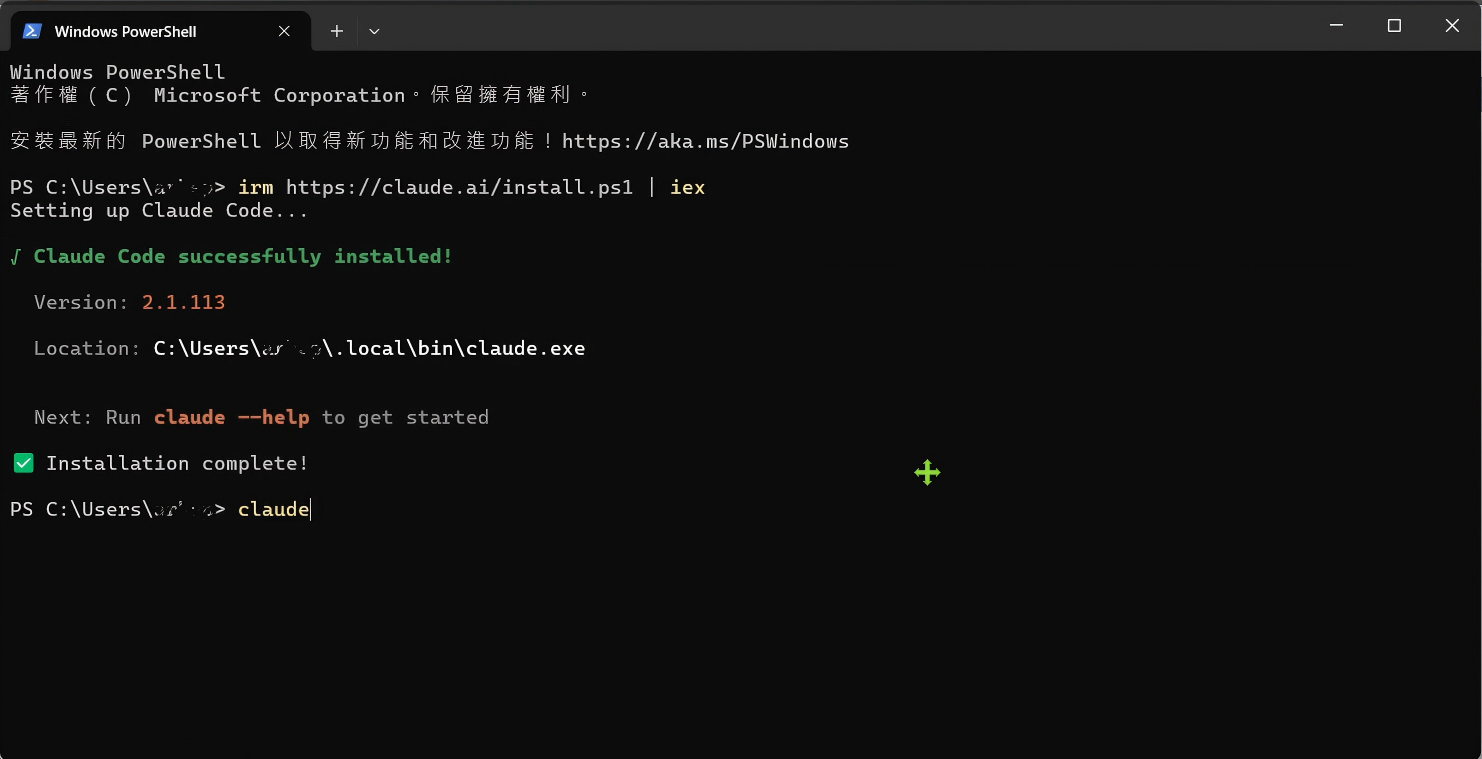 Windows PowerShell
Windows PowerShell
著作權（C） Microsoft Corporation。保留擁有權利。
安裝最新的 PowerShell 以取得新功能和改進功能！https://aka.ms/PSWindows
PS C:\Users\> irm https://claude.ai/install.ps1 | iex
Setting up Claude Code...
√ Claude Code successfully installed!
Version: 2.1.113
Location: C:\Users\\.local\bin\claude.exe
Next: Run claude --help to get started
✅ Installation complete!
PS C:\Users\> claude